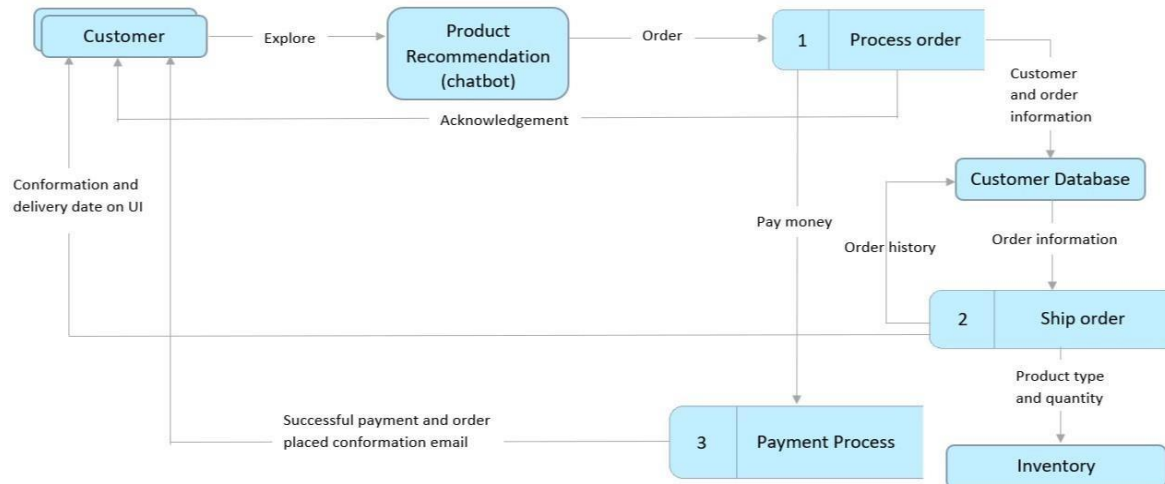 Customer
Explore
Product
Recommendation
(chatbot)
Order
1
Process order
Acknowledgement
Customer
and order
information
Conformation and
delivery date on UI
Customer Database
Pay money
Order history
Order information
2
Ship order
Product type
and quantity
Successful payment and order
placed conformation email
3
Payment Process
Inventory